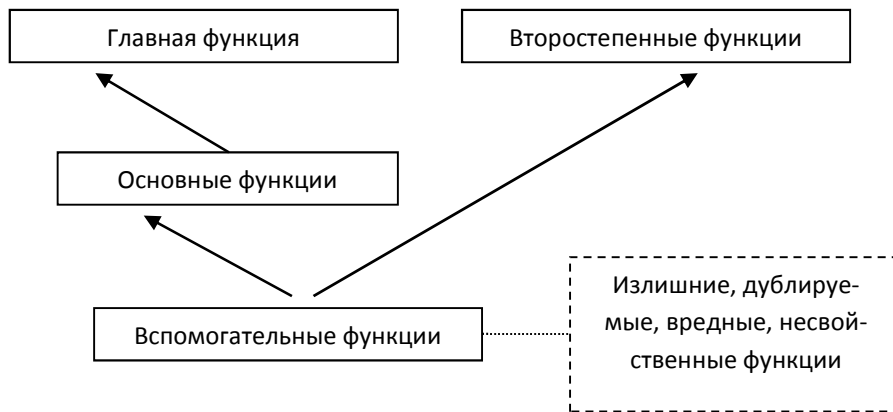 Главная функция
Второстепенные функции
Основные функции
Вспомогательные функции
Излишние, дублируе-
мые, вредные, несвой-
ственные функции